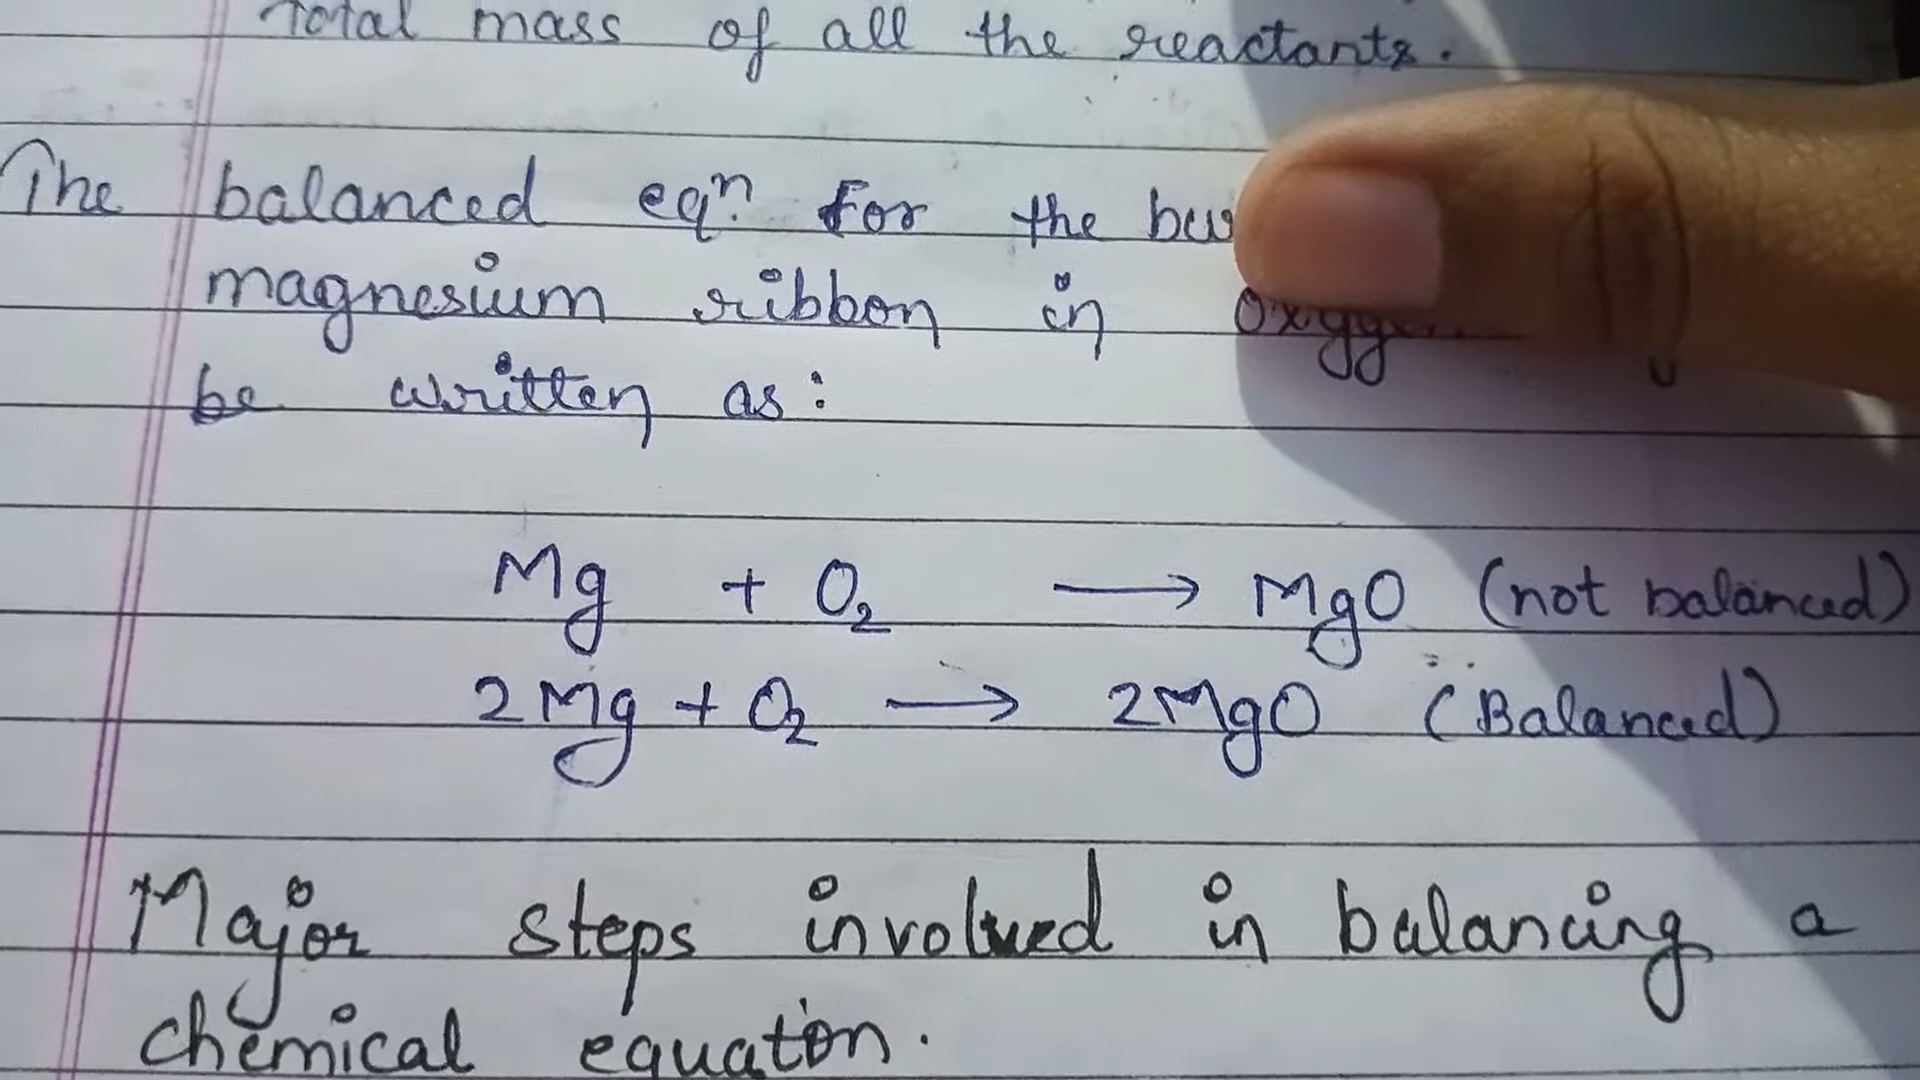 Total mass of all the reactants.
The balanced eqn. for the
magnesium ribbon in
be written as:
Mg + O2 → MgO (not balanced)
2Mg + O2 → 2MgO (Balanced)
Major steps involved in balancing a
chemical equation.